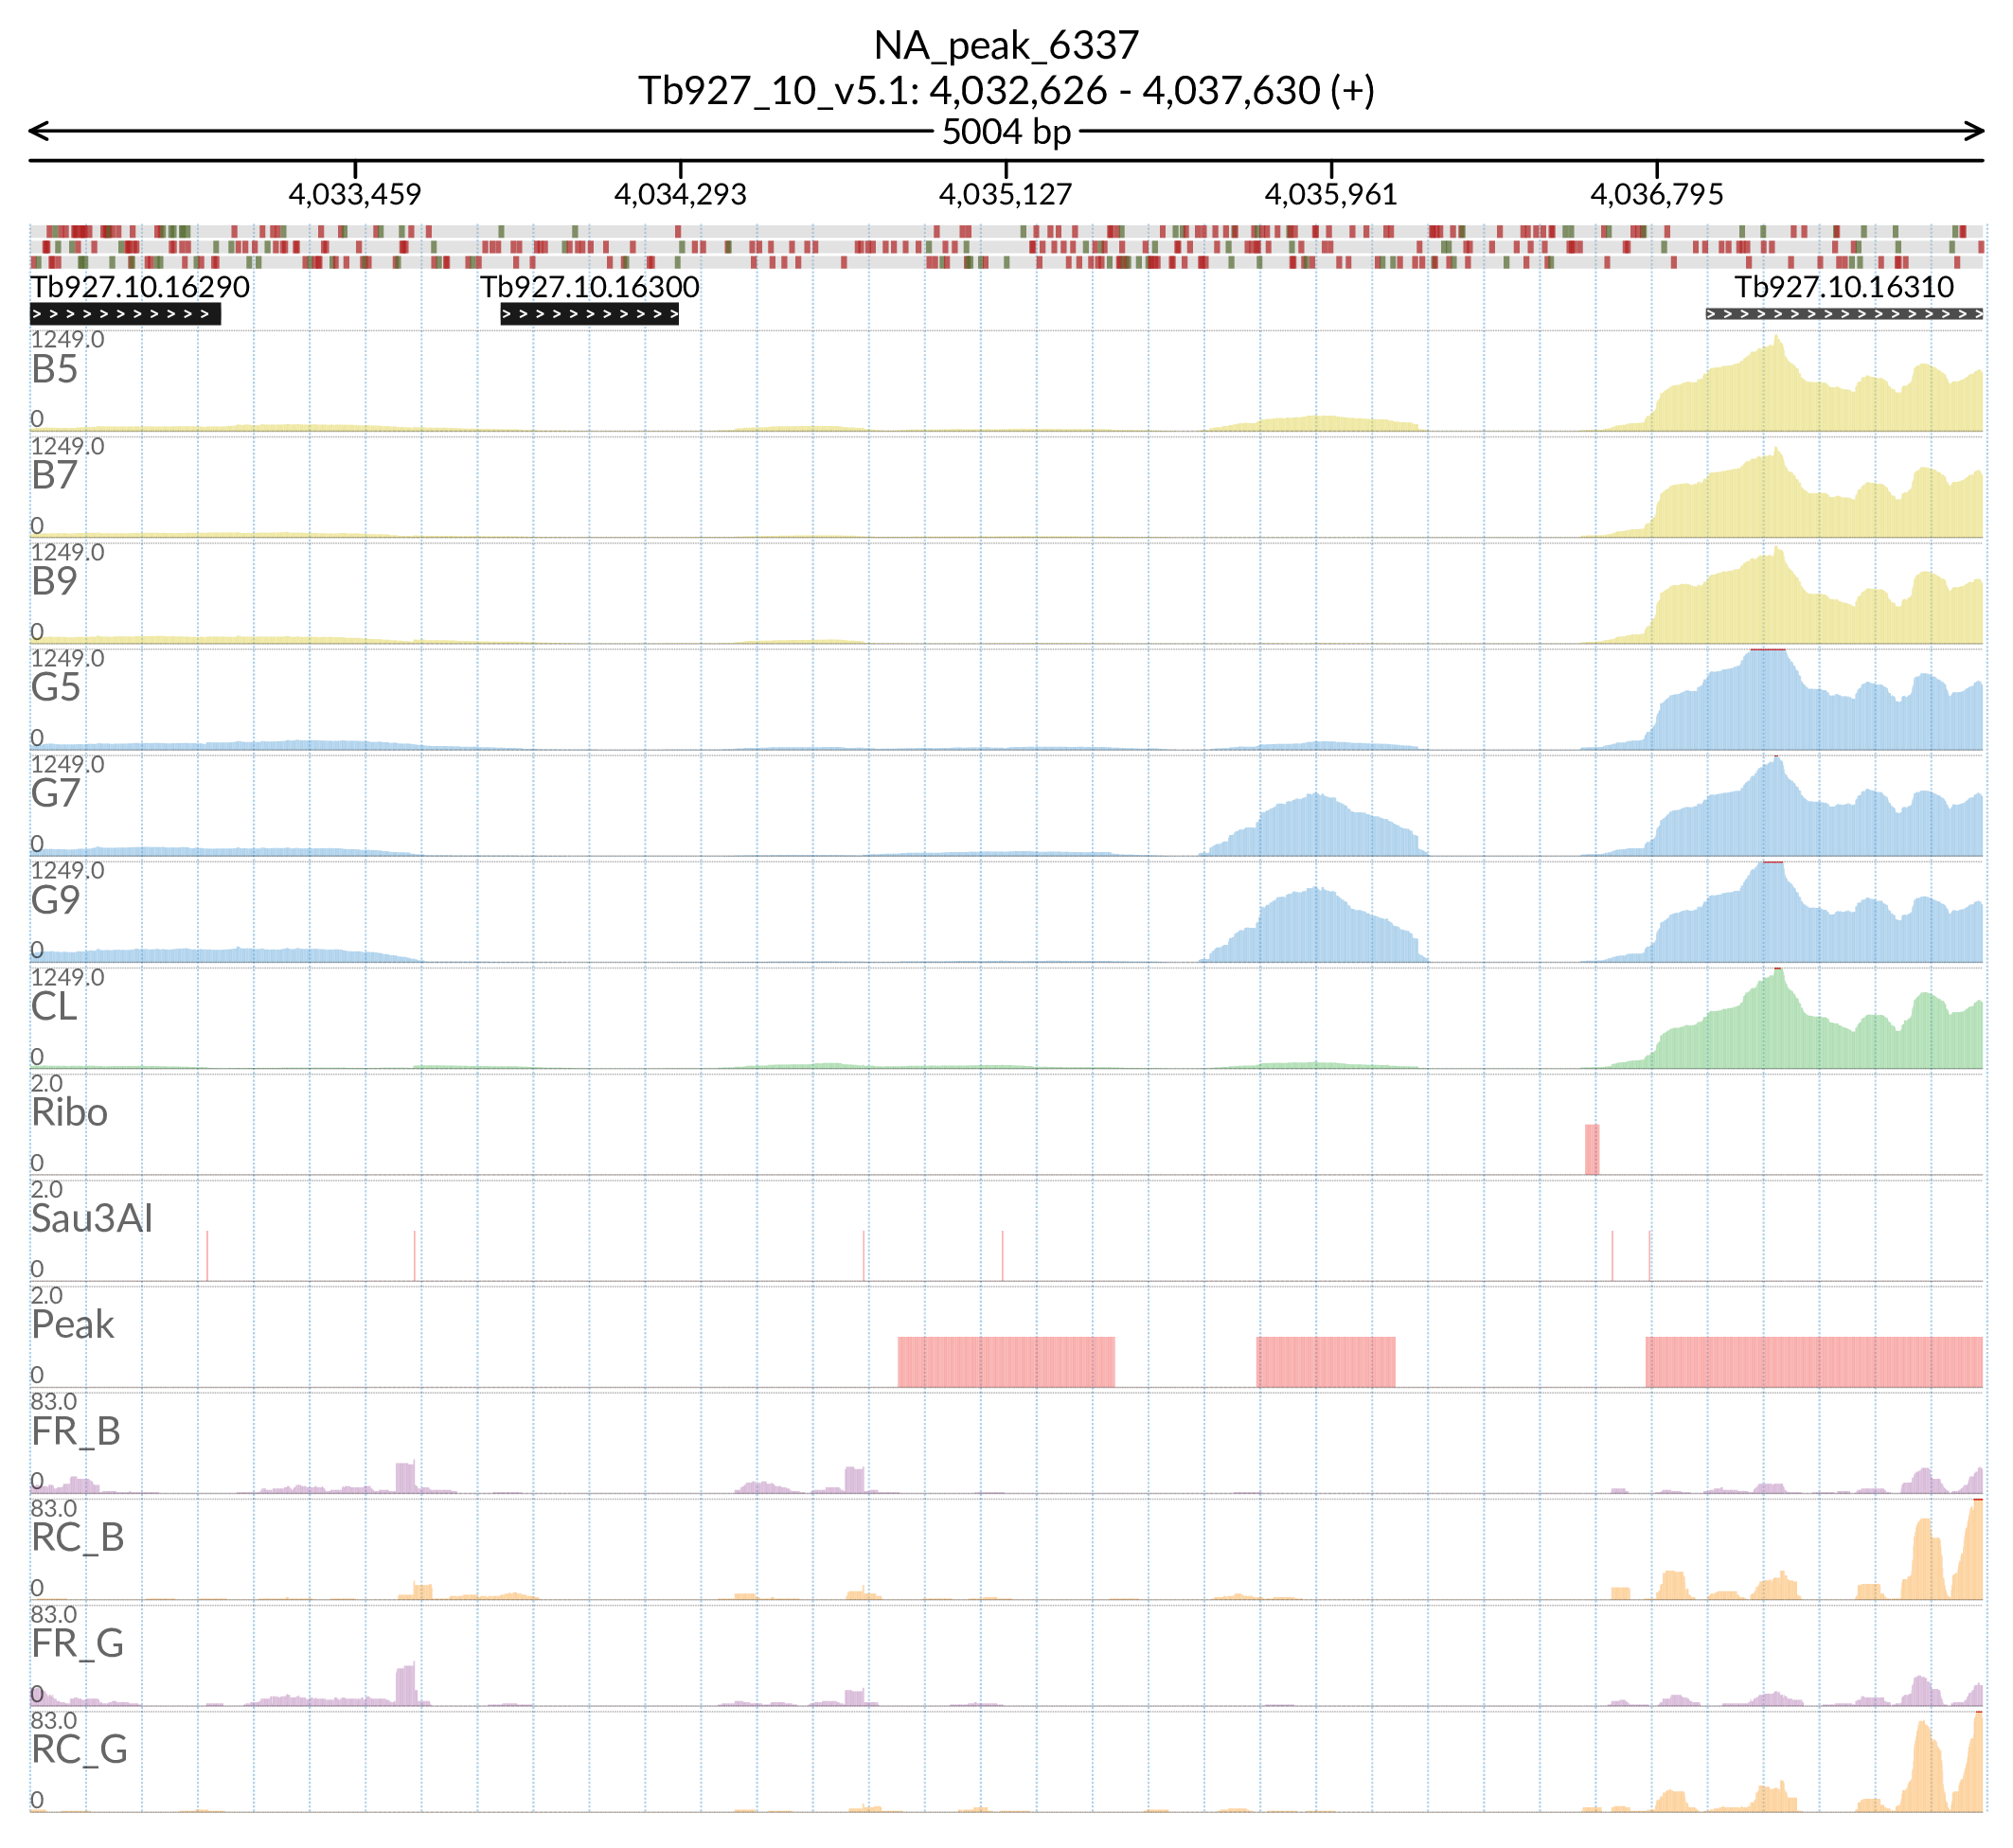 NA_peak_6337
Tb927_10_v5.1: 4,032,626 - 4,037,630 (+)
5004 bp
4,033,459 4,034,293 4,035,127 4,035,961 4,036,795
Tb927.10.16290 Tb927.10.16300 Tb927.10.16310
1249.0
B5
0
1249.0
B7
0
1249.0
B9
0
1249.0
G5
0
1249.0
G7
0
1249.0
G9
0
1249.0
CL
0
2.0
Ribo
0
2.0
Sau3AI
0
2.0
Peak
0
83.0
FR_B
0
83.0
RC_B
0
83.0
FR_G
0
83.0
RC_G
0